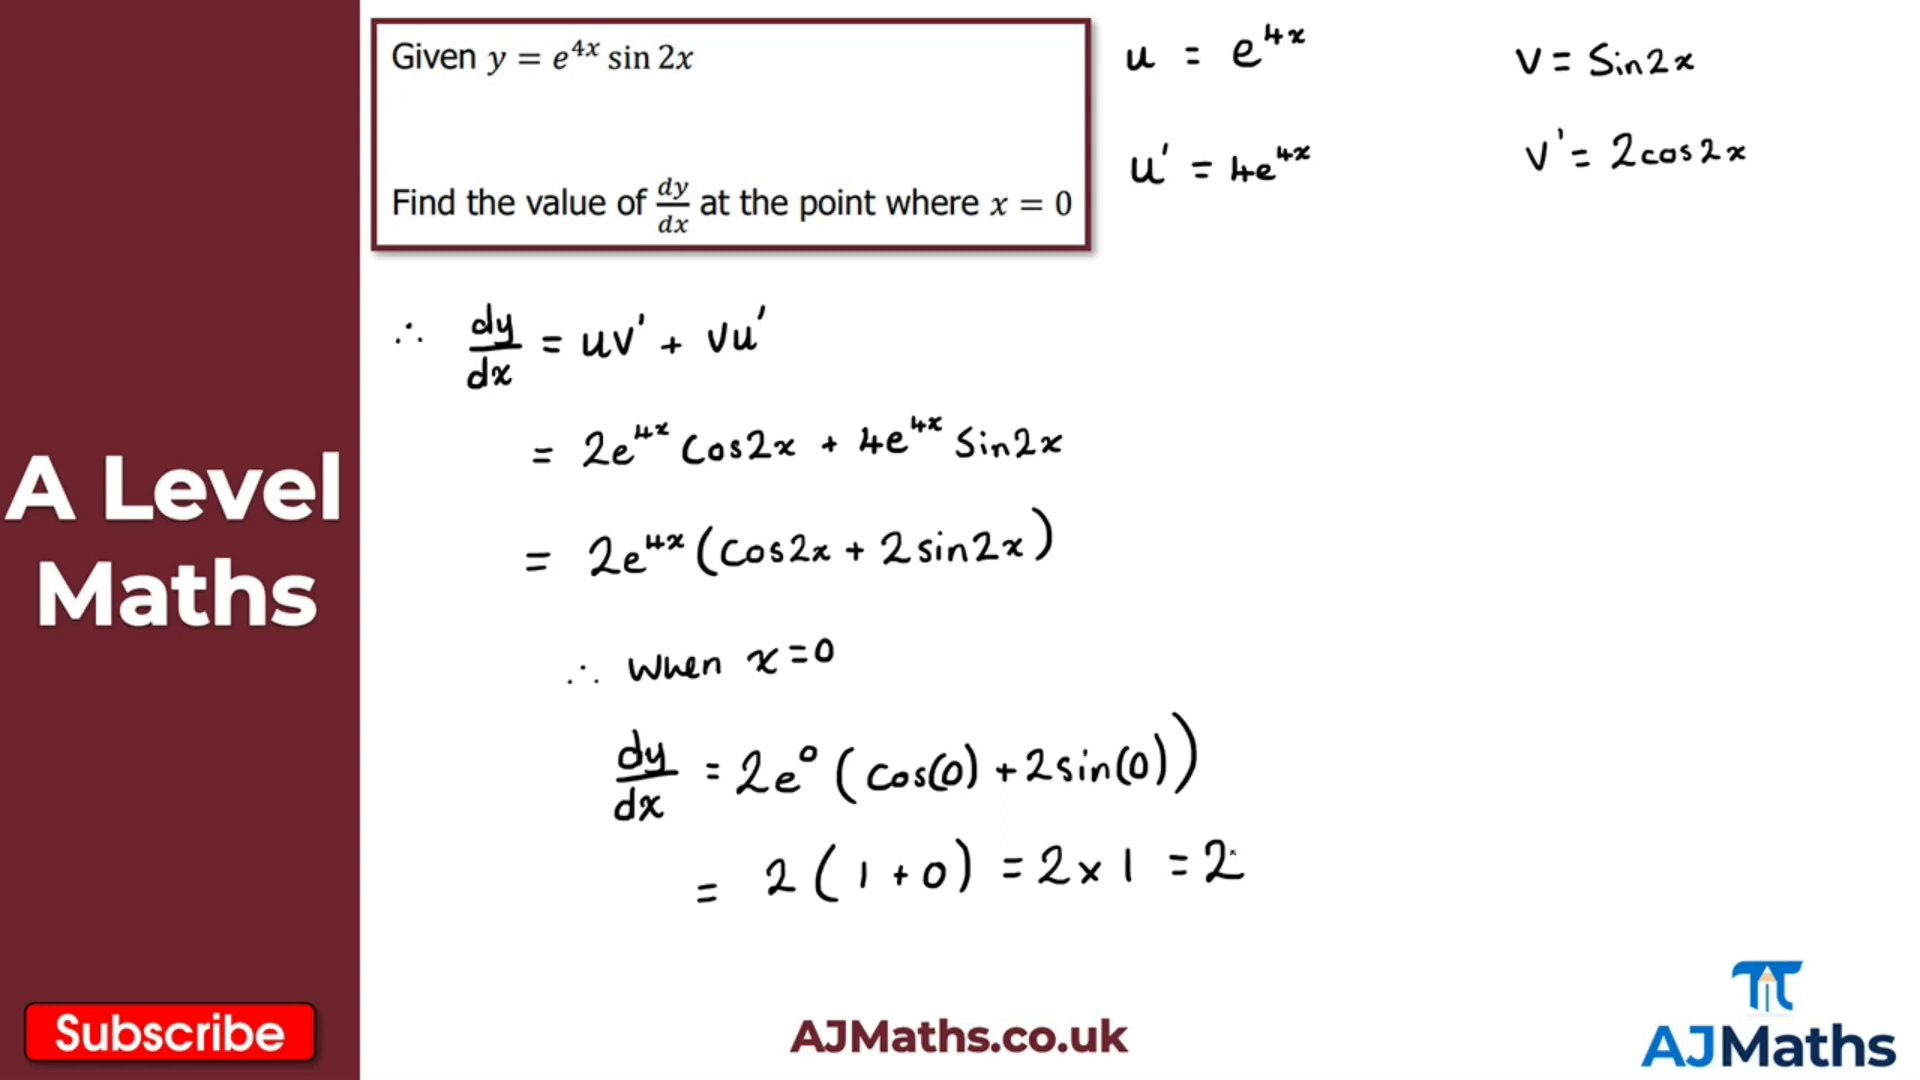 Given y = e^{4x} sin 2x
Find the value of dy/dx at the point where x = 0
u = e^{4x}
v = Sin2x
u' = 4e^{4x}
v' = 2cos2x
∴ dy/dx = uv' + vu'
= 2e^{4x} Cos2x + 4e^{4x} Sin2x
= 2e^{4x} (Cos2x + 2sin2x)
∴ When x=0
dy/dx = 2e^0 (cos(0) + 2sin(0))
= 2 (1 + 0) = 2 × 1 = 2
A Level
Maths
Subscribe
AJMaths.co.uk
AJMaths